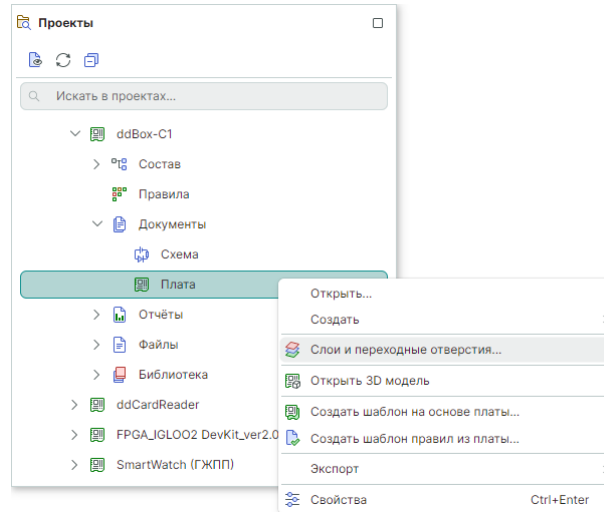 Проекты
Искать в проектах...
ddBox-C1
Состав
Правила
Документы
Схема
Плата
Отчёты
Файлы
Библиотека
ddCardReader
FPGA_IGLOO2 DevKit_ver2.0
SmartWatch (ГЖПП)
Открыть...
Создать
Слои и переходные отверстия...
Открыть 3D модель
Создать шаблон на основе платы...
Создать шаблон правил из платы...
Экспорт
Свойства Ctrl+Enter